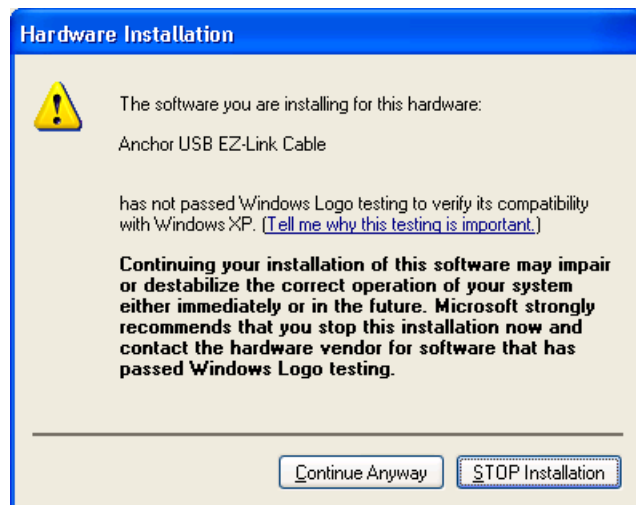 Hardware Installation
The software you are installing for this hardware:
Anchor USB EZ-Link Cable
has not passed Windows Logo testing to verify its compatibility
with Windows XP. (Tell me why this testing is important.)
Continuing your installation of this software may impair
or destabilize the correct operation of your system
either immediately or in the future. Microsoft strongly
recommends that you stop this installation now and
contact the hardware vendor for software that has
passed Windows Logo testing.
Continue Anyway STOP Installation